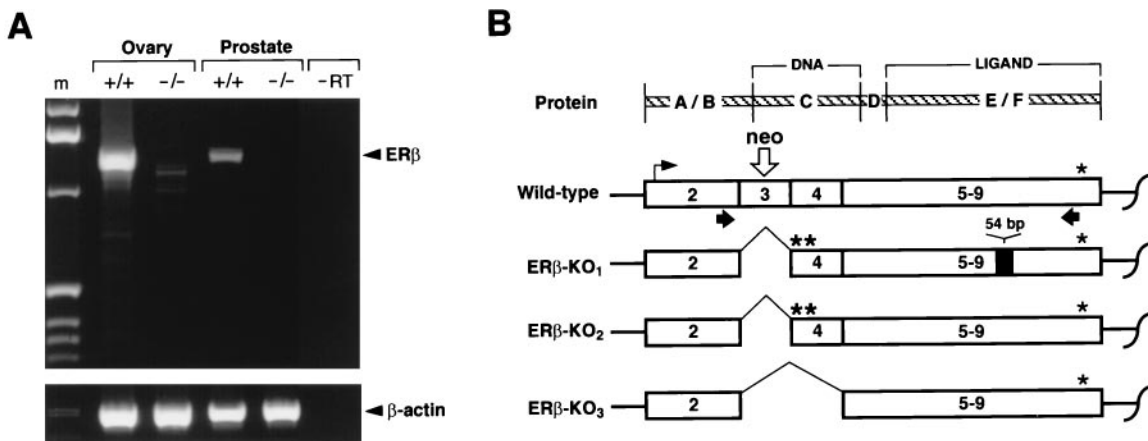 A
Ovary Prostate
m +/+ -/- +/+ -/- -RT
ERβ
β-actin
B
DNA LIGAND
Protein A / B C D E / F
neo
Wild-type 2 3 4 5-9 *
54 bp
ERβ-KO₁ 2 ** 4 5-9 *
ERβ-KO₂ 2 ** 4 5-9 *
ERβ-KO₃ 2 5-9 *